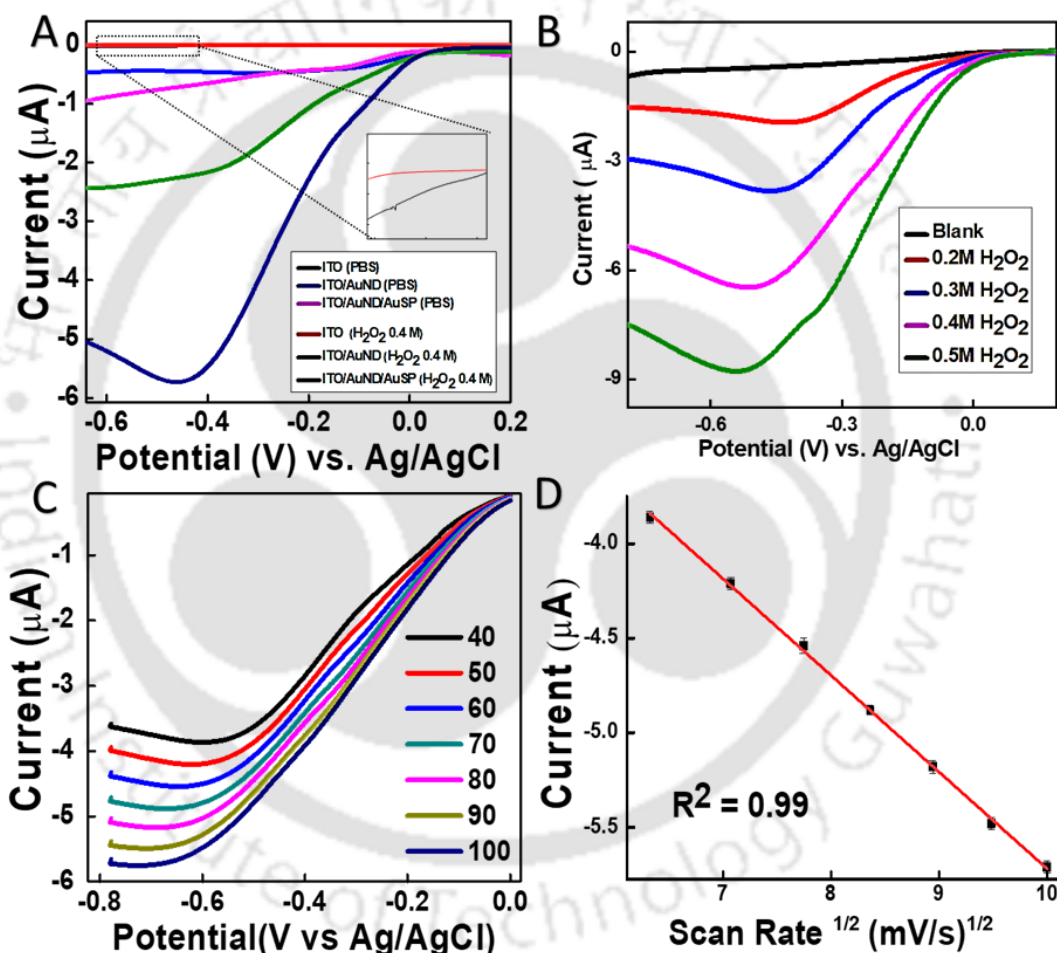 A
0
-1
-2
-3
-4
-5
-6
Current (μA)
-0.6 -0.4 -0.2 0.0 0.2
Potential (V) vs. Ag/AgCl
ITO (PBS)
ITO/AuND (PBS)
ITO/AuND/AuSP (PBS)
ITO (H₂O₂ 0.4 M)
ITO/AuND (H₂O₂ 0.4 M)
ITO/AuND/AuSP (H₂O₂ 0.4 M)
B
0
-3
-6
-9
Current ( μA)
-0.6 -0.3 0.0
Potential (V) vs. Ag/AgCl
Blank
0.2M H₂O₂
0.3M H₂O₂
0.4M H₂O₂
0.5M H₂O₂
C
-1
-2
-3
-4
-5
-6
Current (μA)
-0.8 -0.6 -0.4 -0.2 0.0
Potential(V vs Ag/AgCl)
40
50
60
70
80
90
100
D
-4.0
-4.5
-5.0
-5.5
Current (μA)
R² = 0.99
7 8 9 10
Scan Rate ¹/² (mV/s)¹/²
Institute of Technology Guwahati